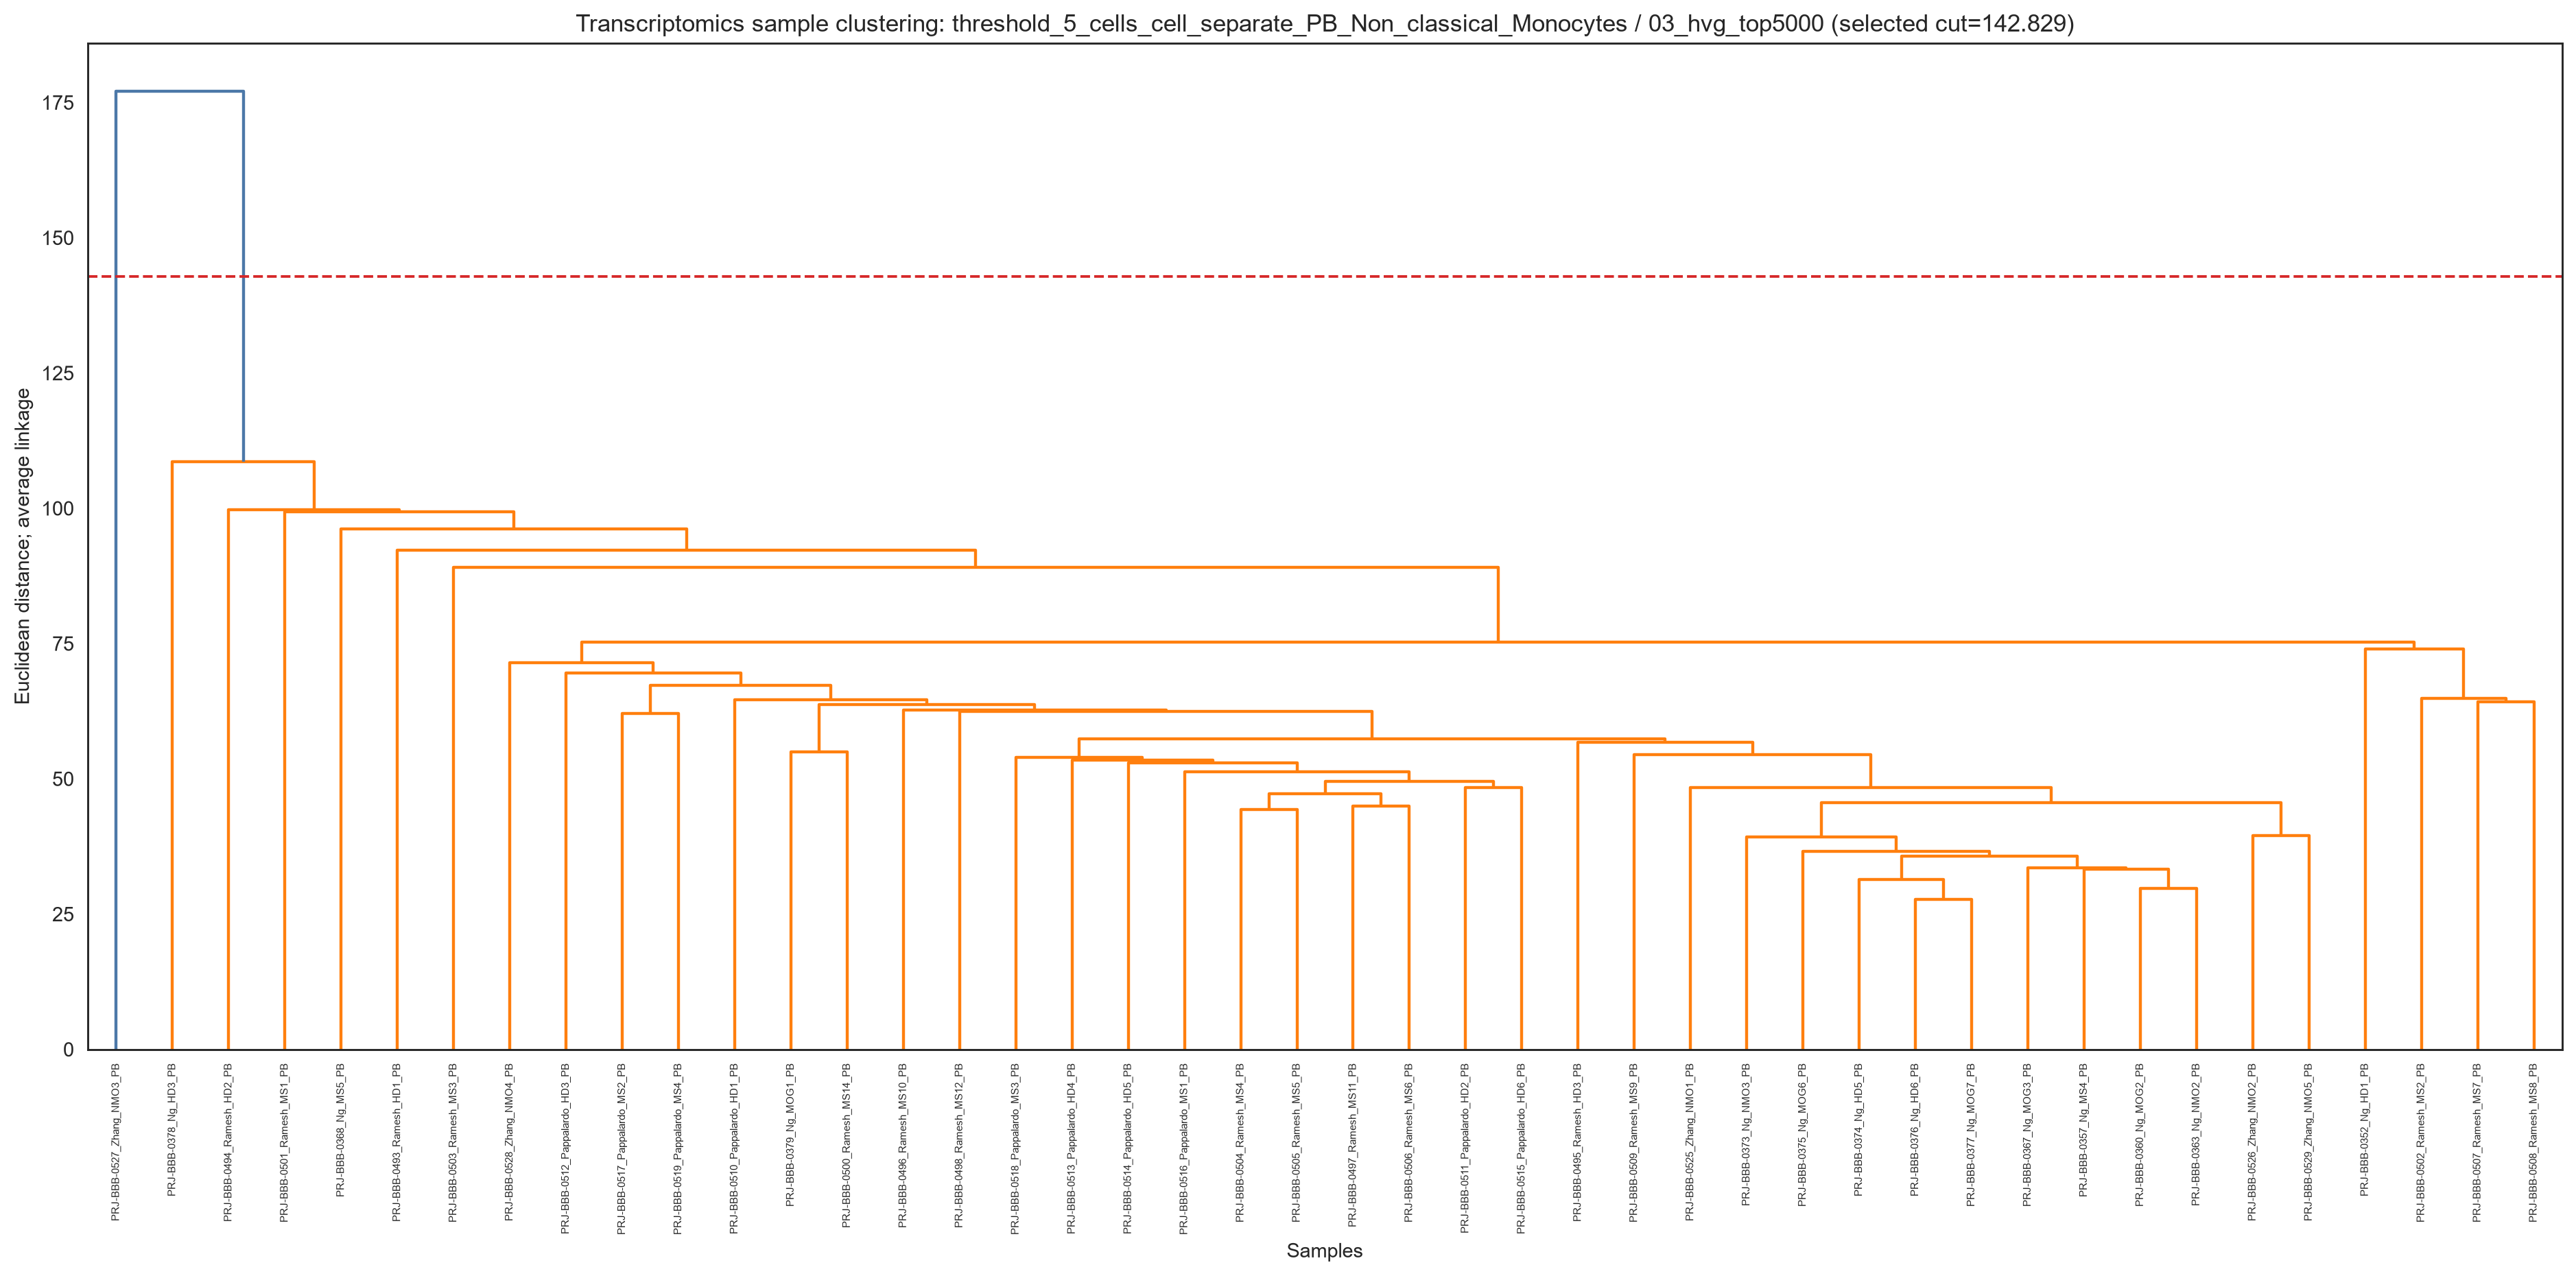 Transcriptomics sample clustering: threshold_5_cells_cell_separate_PB_Non_classical_Monocytes / 03_hvg_top5000 (selected cut=142.829)
Euclidean distance; average linkage
175
150
125
100
75
50
25
0
PRJ-BBB-0527_Zhang_NMO3_PB
PRJ-BBB-0378_Ng_HD3_PB
PRJ-BBB-0494_Ramesh_HD2_PB
PRJ-BBB-0501_Ramesh_MS1_PB
PRJ-BBB-0368_Ng_MS5_PB
PRJ-BBB-0493_Ramesh_HD1_PB
PRJ-BBB-0503_Ramesh_MS3_PB
PRJ-BBB-0528_Zhang_NMO4_PB
PRJ-BBB-0512_Pappalardo_HD3_PB
PRJ-BBB-0517_Pappalardo_MS2_PB
PRJ-BBB-0519_Pappalardo_MS4_PB
PRJ-BBB-0510_Pappalardo_HD1_PB
PRJ-BBB-0379_Ng_MOG1_PB
PRJ-BBB-0500_Ramesh_MS14_PB
PRJ-BBB-0496_Ramesh_MS10_PB
PRJ-BBB-0498_Ramesh_MS12_PB
PRJ-BBB-0518_Pappalardo_MS3_PB
PRJ-BBB-0513_Pappalardo_HD4_PB
PRJ-BBB-0514_Pappalardo_HD5_PB
PRJ-BBB-0516_Pappalardo_MS1_PB
PRJ-BBB-0504_Ramesh_MS4_PB
PRJ-BBB-0505_Ramesh_MS5_PB
PRJ-BBB-0497_Ramesh_MS11_PB
PRJ-BBB-0506_Ramesh_MS6_PB
PRJ-BBB-0511_Pappalardo_HD2_PB
PRJ-BBB-0515_Pappalardo_HD6_PB
PRJ-BBB-0495_Ramesh_HD3_PB
PRJ-BBB-0509_Ramesh_MS9_PB
PRJ-BBB-0525_Zhang_NMO1_PB
PRJ-BBB-0373_Ng_NMO3_PB
PRJ-BBB-0375_Ng_MOG6_PB
PRJ-BBB-0374_Ng_HD5_PB
PRJ-BBB-0376_Ng_HD6_PB
PRJ-BBB-0377_Ng_MOG7_PB
PRJ-BBB-0367_Ng_MOG3_PB
PRJ-BBB-0357_Ng_MS4_PB
PRJ-BBB-0360_Ng_MOG2_PB
PRJ-BBB-0363_Ng_NMO2_PB
PRJ-BBB-0526_Zhang_NMO2_PB
PRJ-BBB-0529_Zhang_NMO5_PB
PRJ-BBB-0352_Ng_HD1_PB
PRJ-BBB-0502_Ramesh_MS2_PB
PRJ-BBB-0507_Ramesh_MS7_PB
PRJ-BBB-0508_Ramesh_MS8_PB
Samples